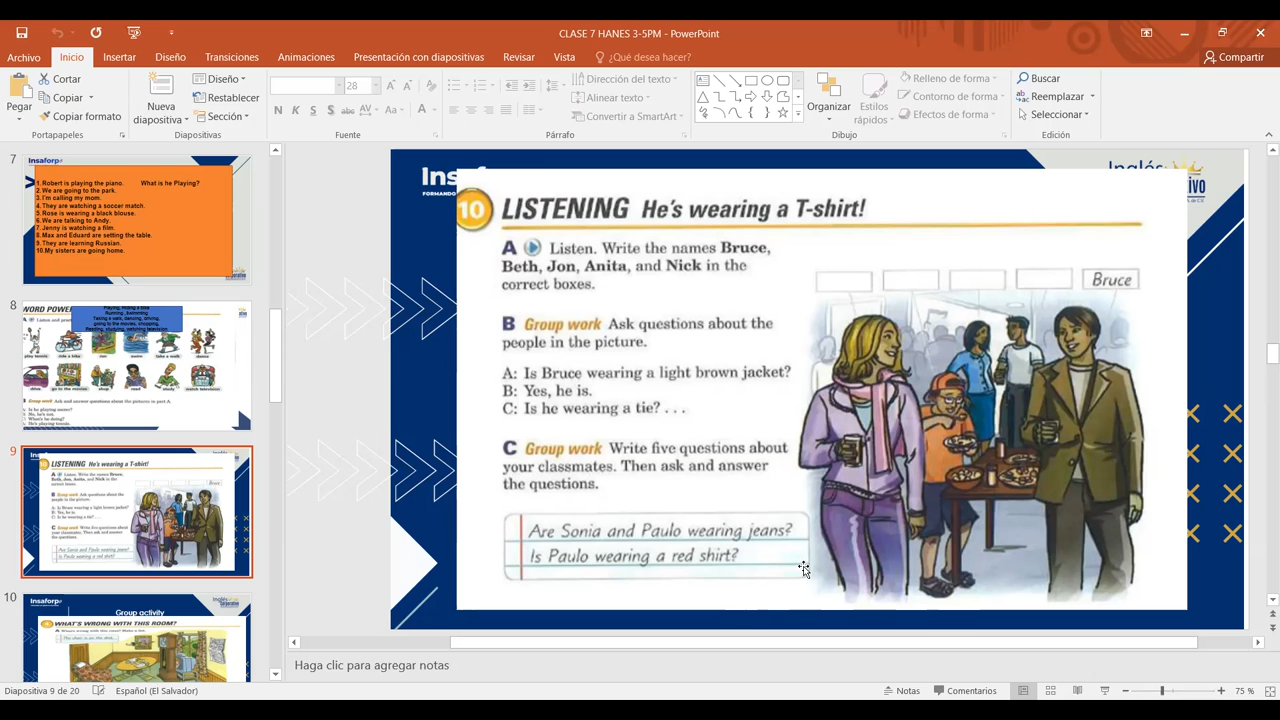 CLASE 7 HANES 3-5PM - PowerPoint
Archivo
Inicio
Insertar
Diseño
Transiciones
Animaciones
Presentación con diapositivas
Revisar
Vista
¿Qué desea hacer?
Compartir
Pegar
Cortar
Copiar
Copiar formato
Portapapeles
Nueva
diapositiva
Diseño
Restablecer
Sección
Diapositivas
28
N K S abc AV Aa A
Fuente
Dirección del texto
Alinear texto
Convertir a SmartArt
Párrafo
Organizar
Estilos
rápidos
Relleno de forma
Contorno de forma
Efectos de forma
Dibujo
Buscar
Reemplazar
Seleccionar
Edición
7
Insaforp
1. Robert is playing the piano. What is he Playing?
2. We are going to the park.
3. I'm calling my mom.
4. They are watching a soccer match.
5. Rose is wearing a black blouse.
6. We are talking to Andy.
7. Jenny is watching a film.
8. Max and Eduard are setting the table.
9. They are learning Russian.
10. My sisters are going home.
8
WORD POWER
9
LISTENING He's wearing a T-shirt!
10
Insaforp
Group activity
WHAT'S WRONG WITH THIS ROOM?
Ins
FORMANDO
Inglés
10 LISTENING He's wearing a T-shirt!
A Listen. Write the names Bruce,
Beth, Jon, Anita, and Nick in the
correct boxes.
Bruce
B Group work Ask questions about the
people in the picture.
A: Is Bruce wearing a light brown jacket?
B: Yes, he is.
C: Is he wearing a tie? . . .
C Group work Write five questions about
your classmates. Then ask and answer
the questions.
Are Sonia and Paulo wearing jeans?
Is Paulo wearing a red shirt?
Haga clic para agregar notas
Diapositiva 9 de 20
Español (El Salvador)
Notas
Comentarios
75 %